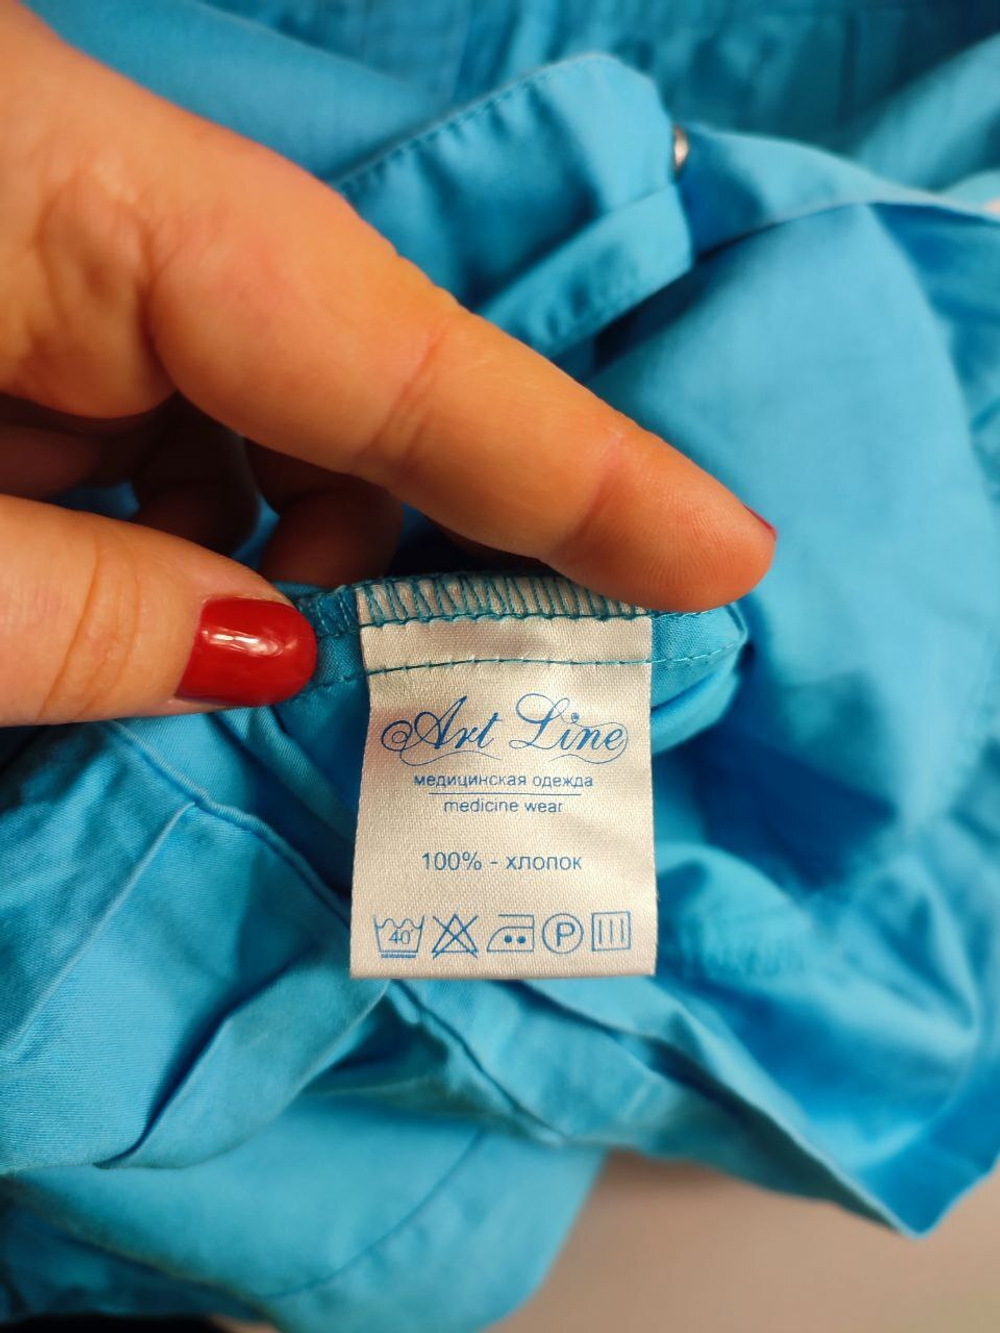 Art Line
медицинская одежда
medicine wear
100% - хлопок
40 P